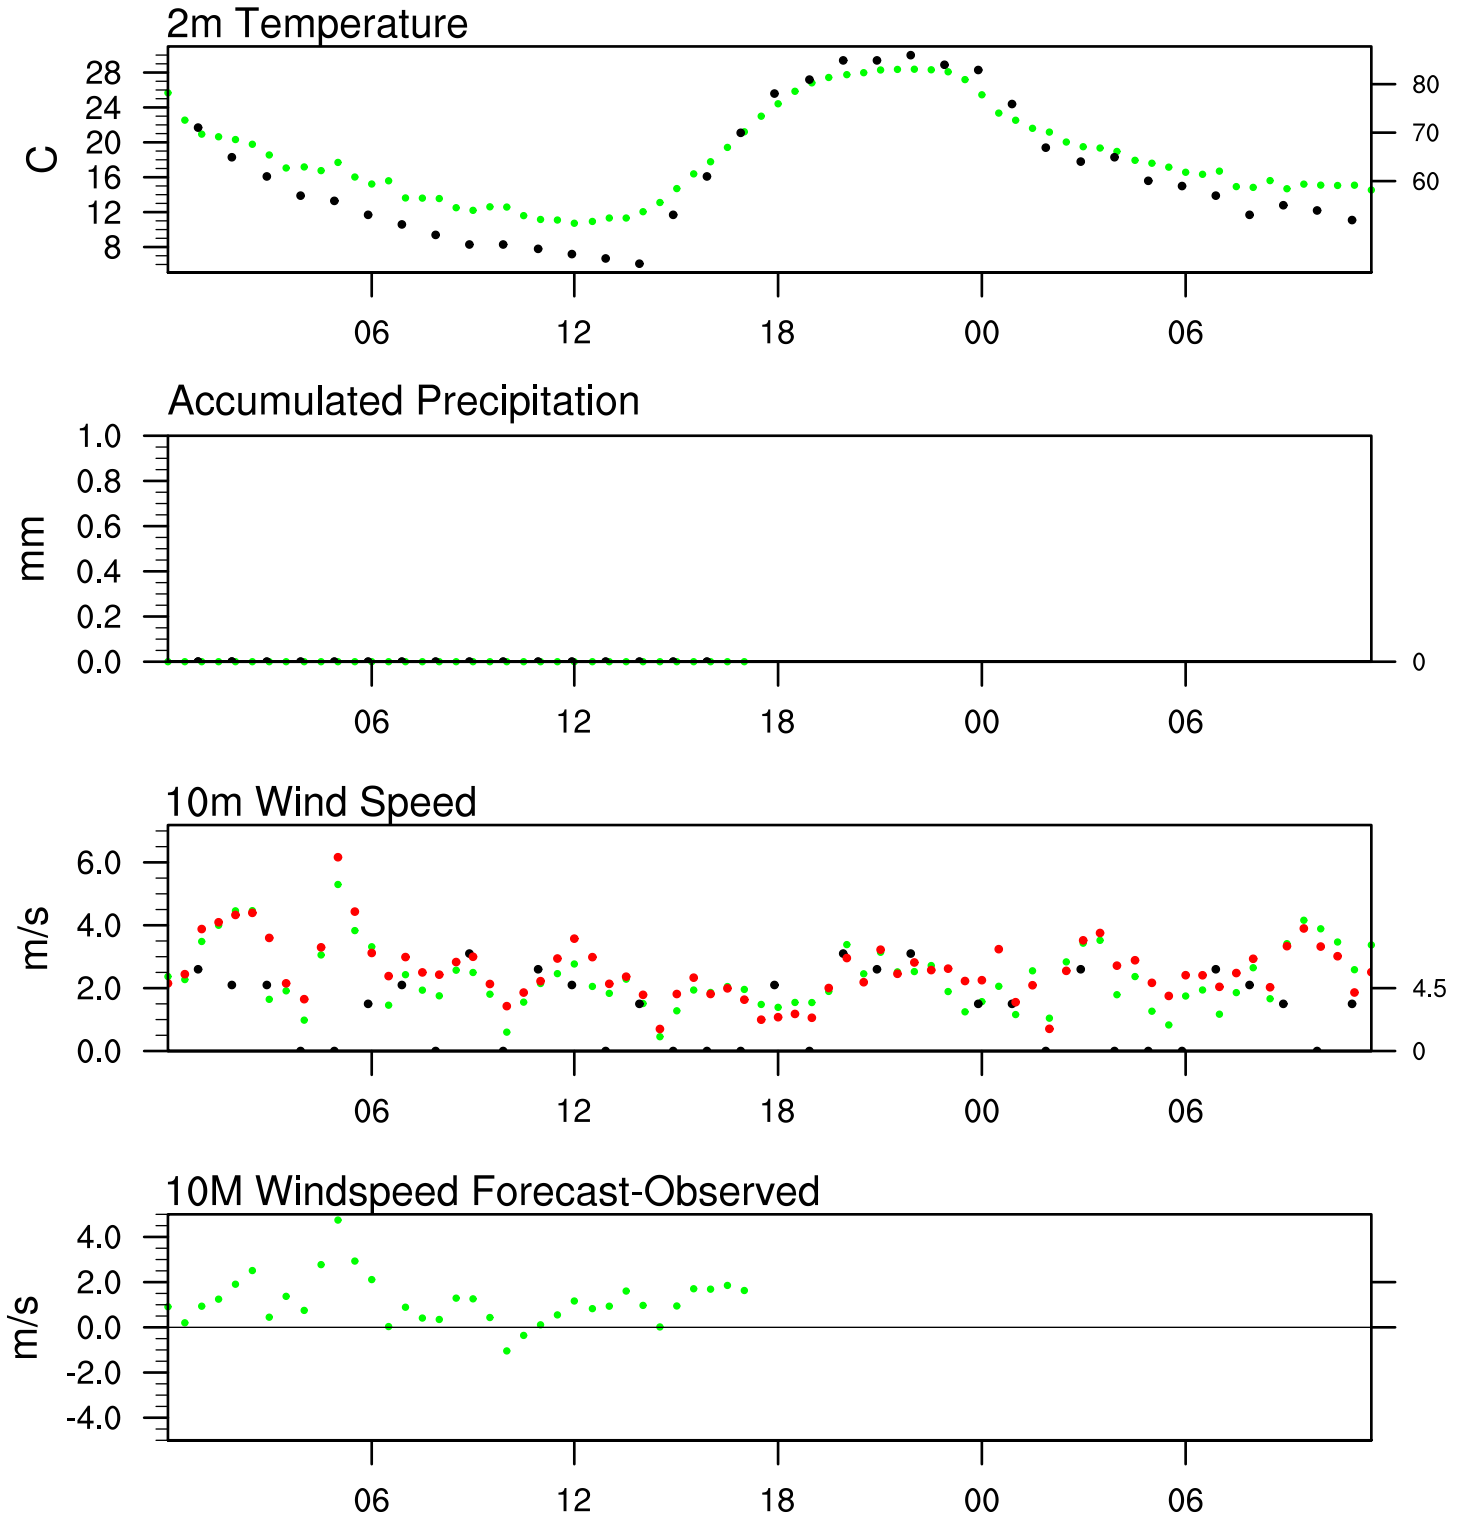 2m Temperature
28
24
20
16
12
8
C
80
70
60
06 12 18 00 06
Accumulated Precipitation
1.0
0.8
0.6
0.4
0.2
0.0
mm
0
06 12 18 00 06
10m Wind Speed
6.0
4.0
2.0
0.0
m/s
4.5
0
06 12 18 00 06
10M Windspeed Forecast-Observed
4.0
2.0
0.0
-2.0
-4.0
m/s
06 12 18 00 06